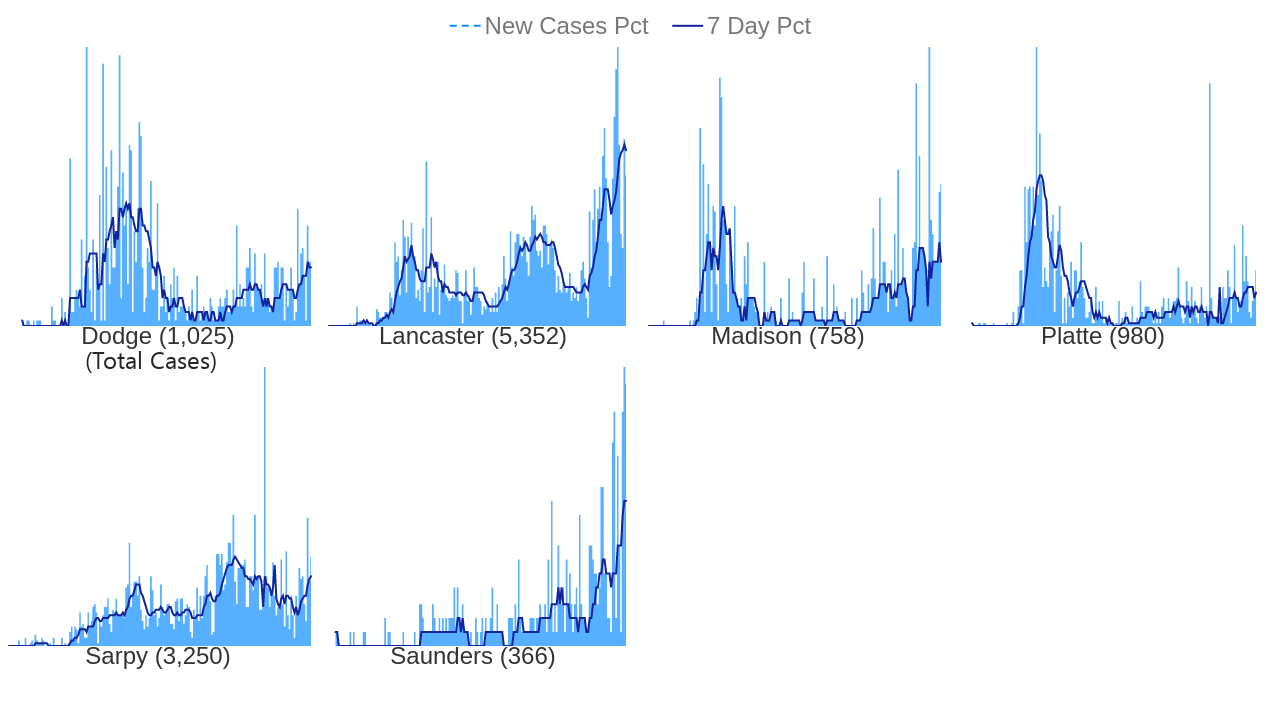 New Cases Pct 7 Day Pct
Dodge (1,025) Lancaster (5,352) Madison (758) Platte (980)
(Total Cases)
Sarpy (3,250) Saunders (366)